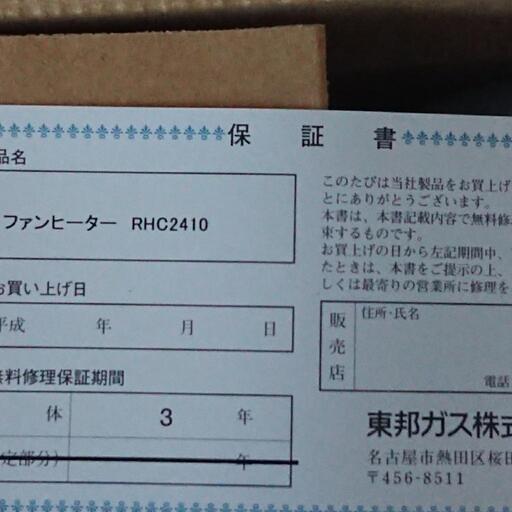 保証書
品名
ファンヒーター RHC2410
お買い上げ日
平成 年 月 日
無料修理保証期間
体 3 年
定部分) 年
このたびは当社製品をお買上げ
とにありがとうございます。
本書は、本書記載内容で無料修
束するものです。
お買上げの日から左記期間中、
たときは、本書をご提示の上、
しくは最寄りの営業所に修理を
販売店
住所・氏名
電話
東邦ガス株式
名古屋市熱田区桜田
〒456-8511